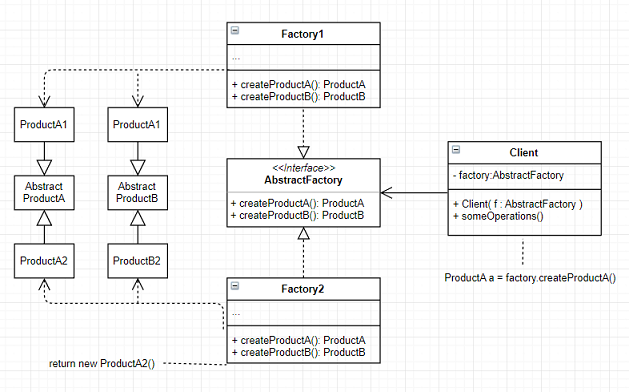 Factory1
...
+ createProductA(): ProductA
+ createProductB(): ProductB
ProductA1
ProductA1
Abstract
ProductA
Abstract
ProductB
ProductA2
ProductB2
<<Interface>>
AbstractFactory
+ createProductA(): ProductA
+ createProductB(): ProductB
Client
- factory:AbstractFactory
+ Client( f : AbstractFactory )
+ someOperations()
ProductA a = factory.createProductA()
Factory2
...
+ createProductA(): ProductA
+ createProductB(): ProductB
return new ProductA2()